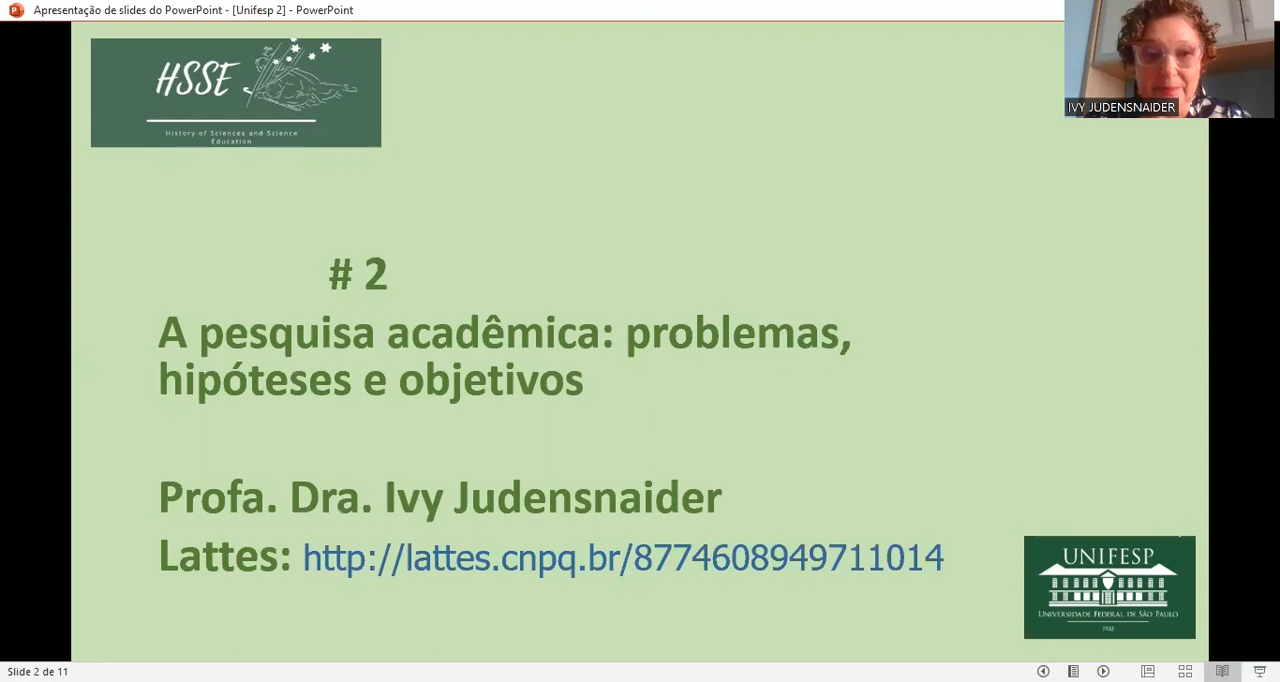 Apresentação de slides do PowerPoint - [Unifesp 2] - PowerPoint
HSSE
History of Sciences and Science
Education
IVY JUDENSNAIDER
# 2
A pesquisa acadêmica: problemas,
hipóteses e objetivos
Profa. Dra. Ivy Judensnaider
Lattes: http://lattes.cnpq.br/8774608949711014
UNIFESP
UNIVERSIDADE FEDERAL DE SÃO PAULO
1933
Slide 2 de 11